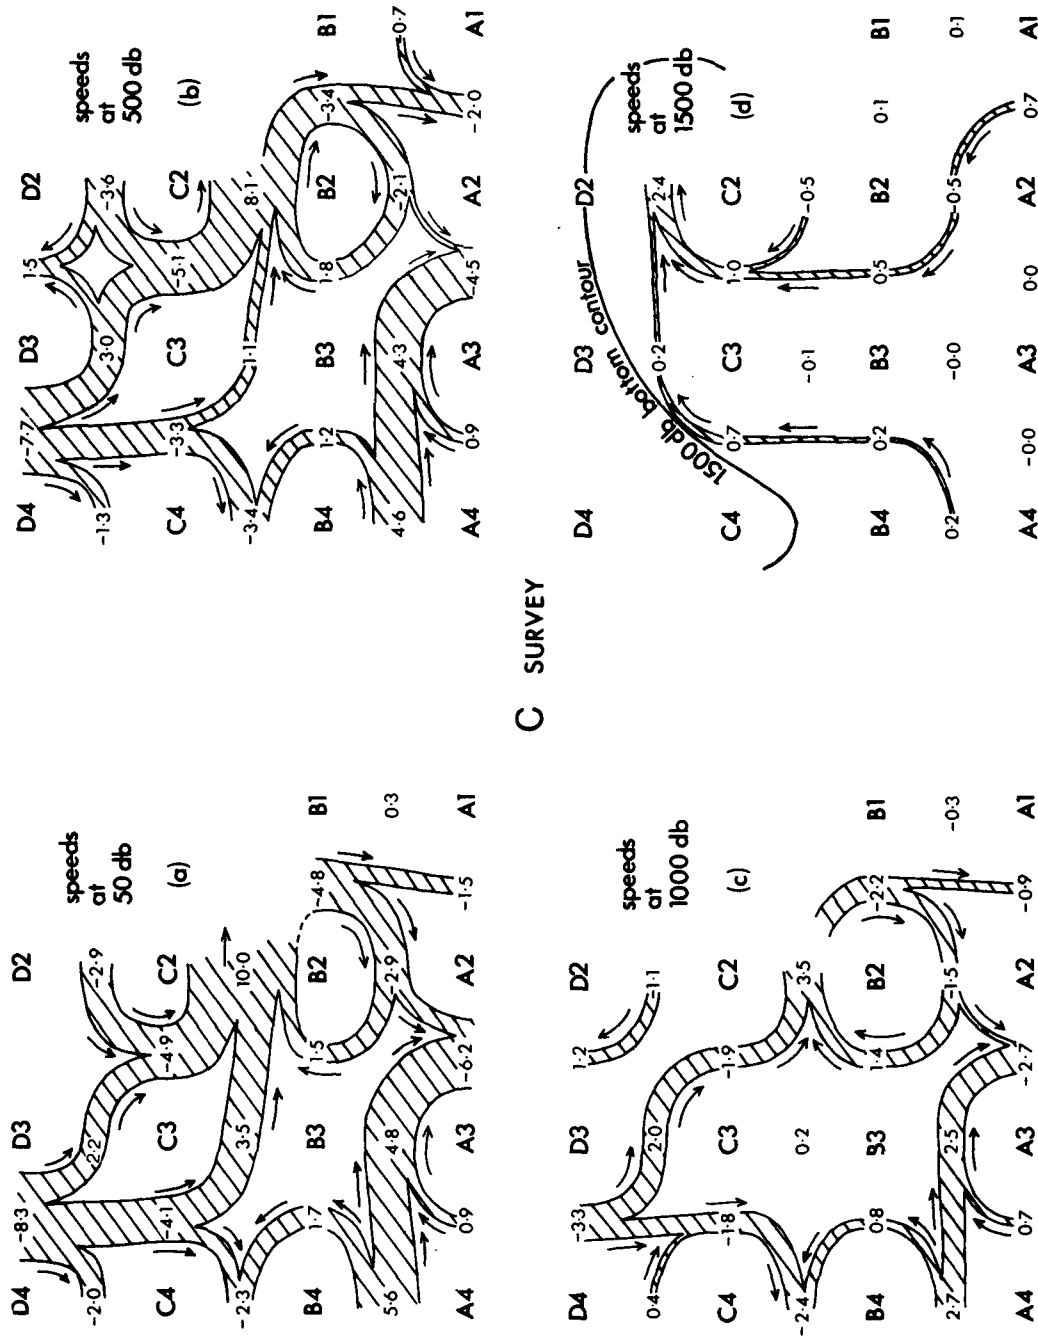 D4 -8·3 D3 D2
speeds
at
50 db
(a)
-2·0 2·2 -2·9
C4 -4·1 C3 -4·9 C2
-2·3 3·5 10·0
B4 1·7 B3 1·5 B2 -4·8 B1
5·6 4·8 -2·9 0·3
A4 0·9 A3 -6·2 A2 -1·5 A1
D4 -7·7 D3 1·5 D2
speeds
at
500 db
(b)
-1·3 3·0 -3·6
C4 -3·3 C3 -5·1 C2
-3·4 1·1 8·1
B4 1·2 B3 1·8 B2 -3·4 B1
4·6 4·3 -2·1 -0·7
A4 0·9 A3 -4·5 A2 -2·0 A1
C SURVEY
D4 -3·3 D3 1·2 D2
speeds
at
1000 db
(c)
0·4 2·0 -1·1
C4 -1·8 C3 -1·9 C2
-2·4 0·2 3·5
B4 0·8 B3 1·4 B2 -2·2 B1
2·7 2·5 -1·5 -0·3
A4 0·7 A3 -2·7 A2 -0·9 A1
D4 D3 D2
speeds
at
1500 db
(d)
1500 db bottom contour
0·2 2·4
C4 0·7 C3 1·0 C2
-0·1 -0·5
B4 0·2 B3 0·5 B2 0·1 B1
0·2 -0·0 -0·5 0·1
A4 -0·0 A3 0·0 A2 0·7 A1